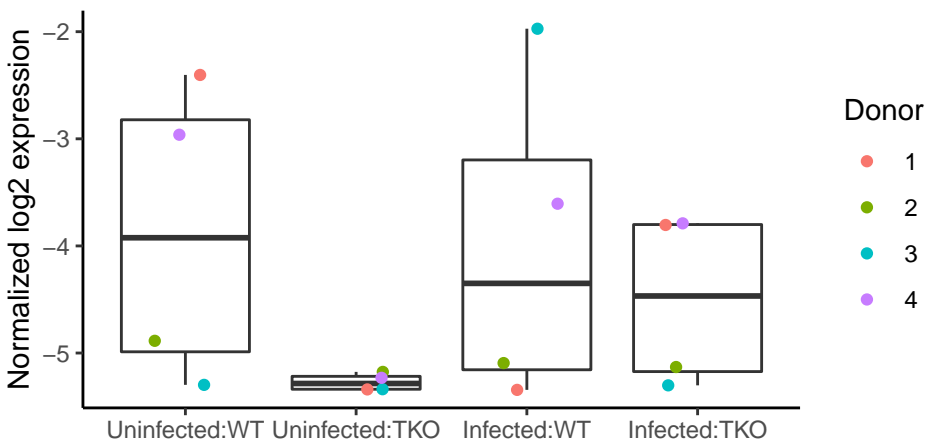 Normalized log2 expression
−2
−3
−4
−5
Uninfected:WT
Uninfected:TKO
Infected:WT
Infected:TKO
Donor
1
2
3
4